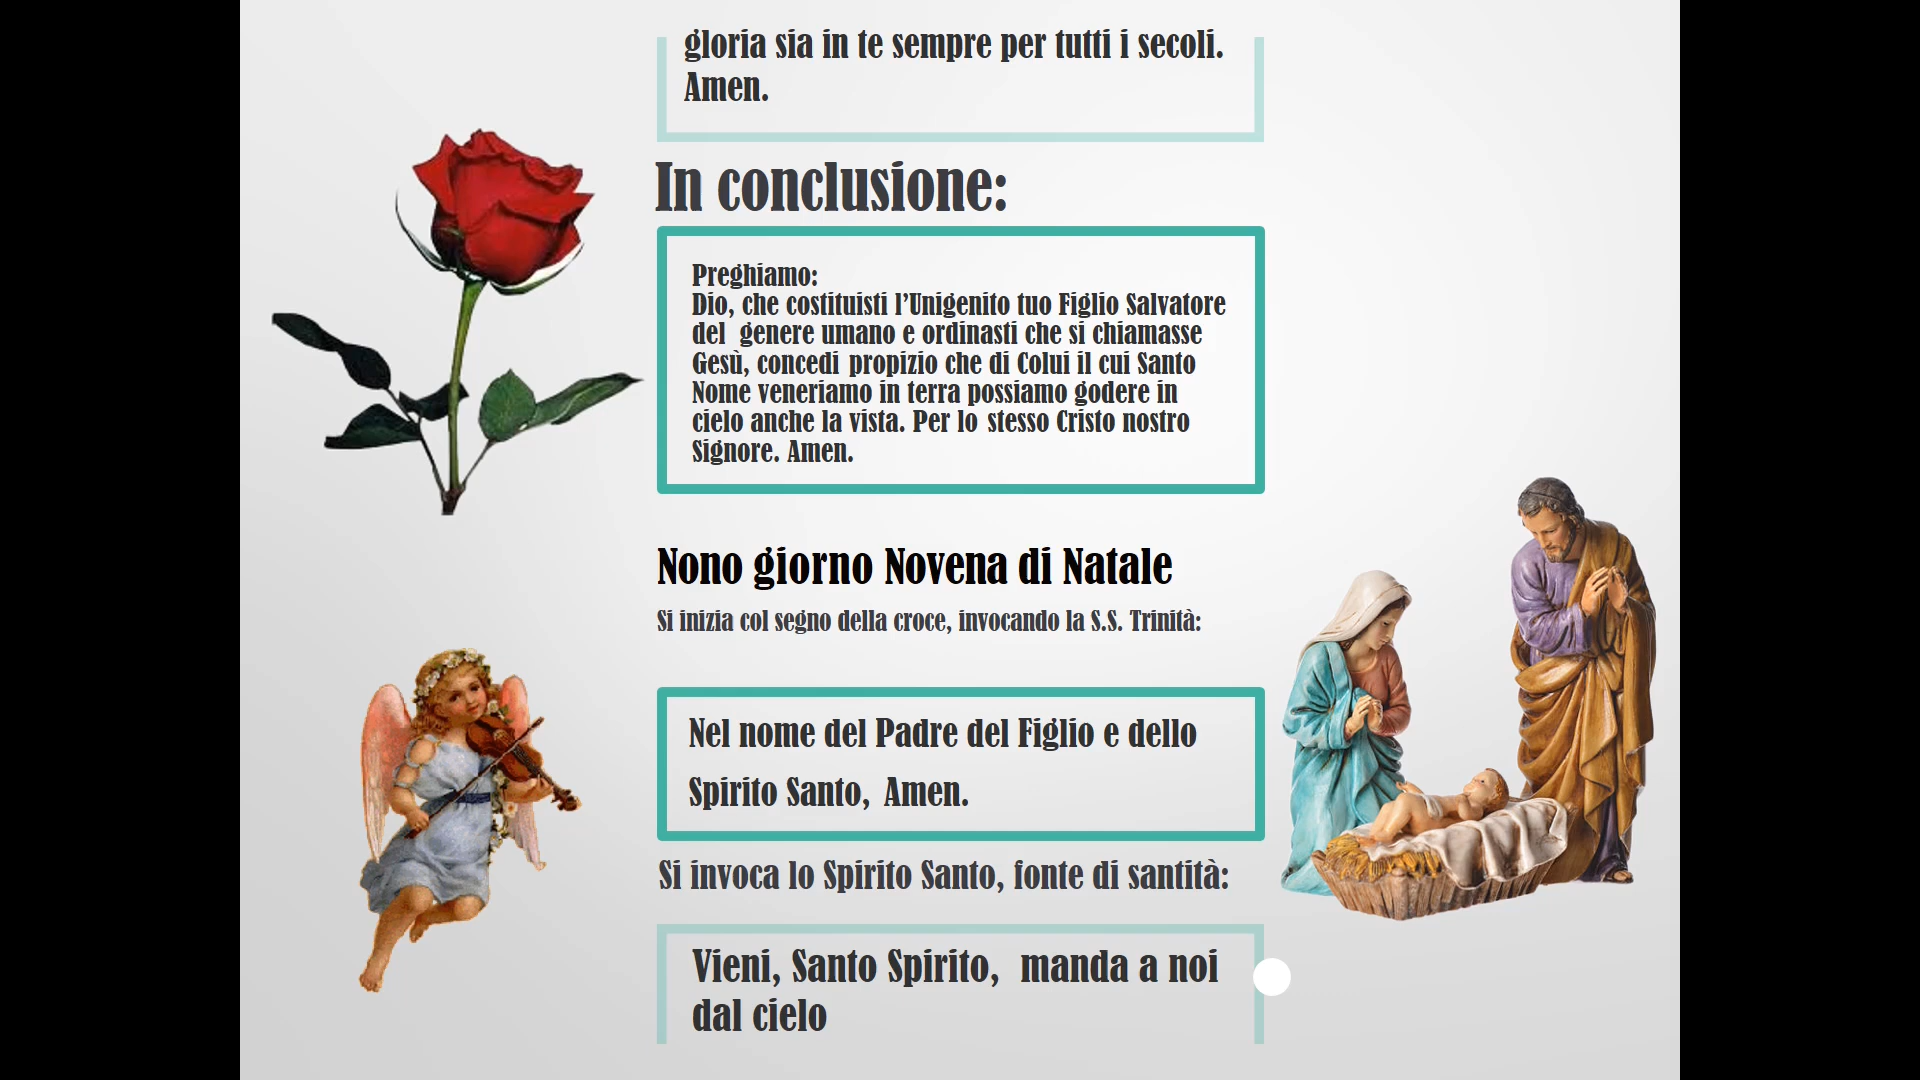 gloria sia in te sempre per tutti i secoli.
Amen.
In conclusione:
Preghiamo:
Dio, che costituisti l’Unigenito tuo Figlio Salvatore
del genere umano e ordinasti che si chiamasse
Gesù, concedi propizio che di Colui il cui Santo
Nome veneriamo in terra possiamo godere in
cielo anche la vista. Per lo stesso Cristo nostro
Signore. Amen.
Nono giorno Novena di Natale
Si inizia col segno della croce, invocando la S.S. Trinità:
Nel nome del Padre del Figlio e dello
Spirito Santo, Amen.
Si invoca lo Spirito Santo, fonte di santità:
Vieni, Santo Spirito, manda a noi
dal cielo